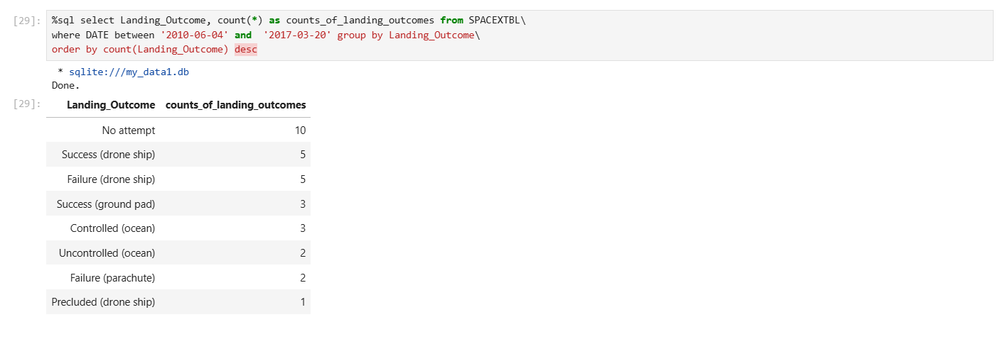 [29]: %sql select Landing_Outcome, count(*) as counts_of_landing_outcomes from SPACEXTBL\
where DATE between '2010-06-04' and  '2017-03-20' group by Landing_Outcome\
order by count(Landing_Outcome) desc
* sqlite:///my_data1.db
Done.
[29]: Landing_Outcome counts_of_landing_outcomes
No attempt 10
Success (drone ship) 5
Failure (drone ship) 5
Success (ground pad) 3
Controlled (ocean) 3
Uncontrolled (ocean) 2
Failure (parachute) 2
Precluded (drone ship) 1